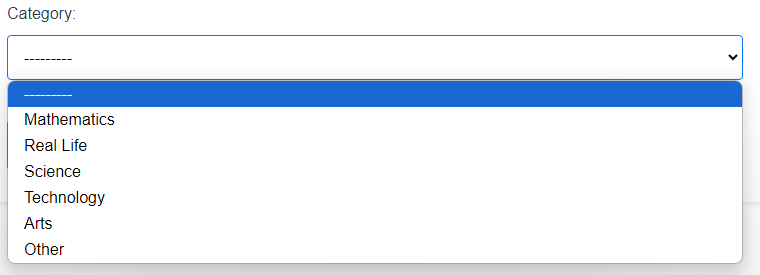 Category:
---------
---------
Mathematics
Real Life
Science
Technology
Arts
Other